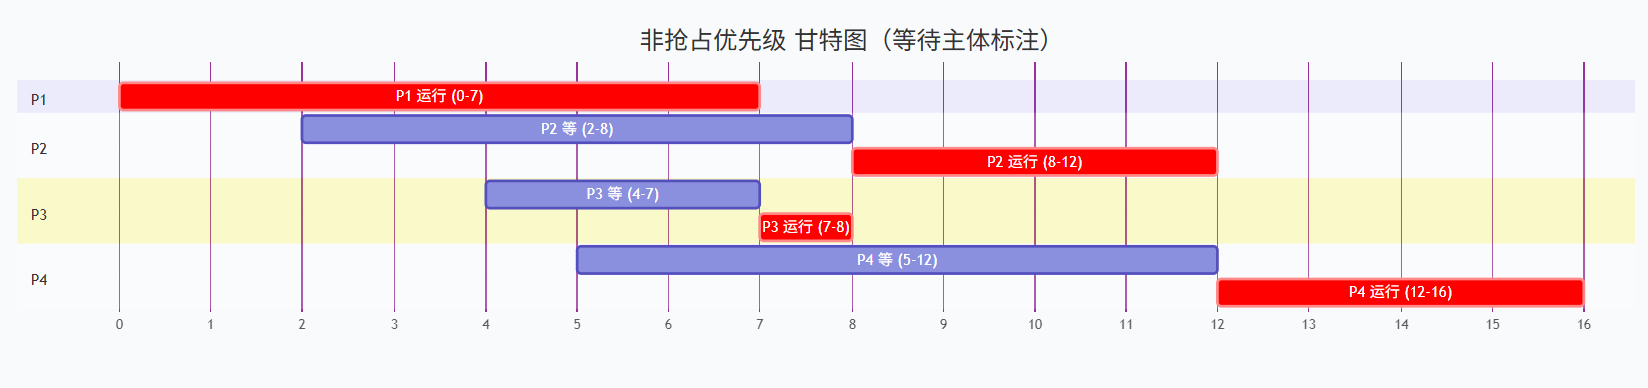 非抢占优先级 甘特图（等待主体标注）
P1
P1 运行 (0-7)
P2
P2 等 (2-8)
P2 运行 (8-12)
P3
P3 等 (4-7)
P3 运行 (7-8)
P4
P4 等 (5-12)
P4 运行 (12-16)
0 1 2 3 4 5 6 7 8 9 10 11 12 13 14 15 16